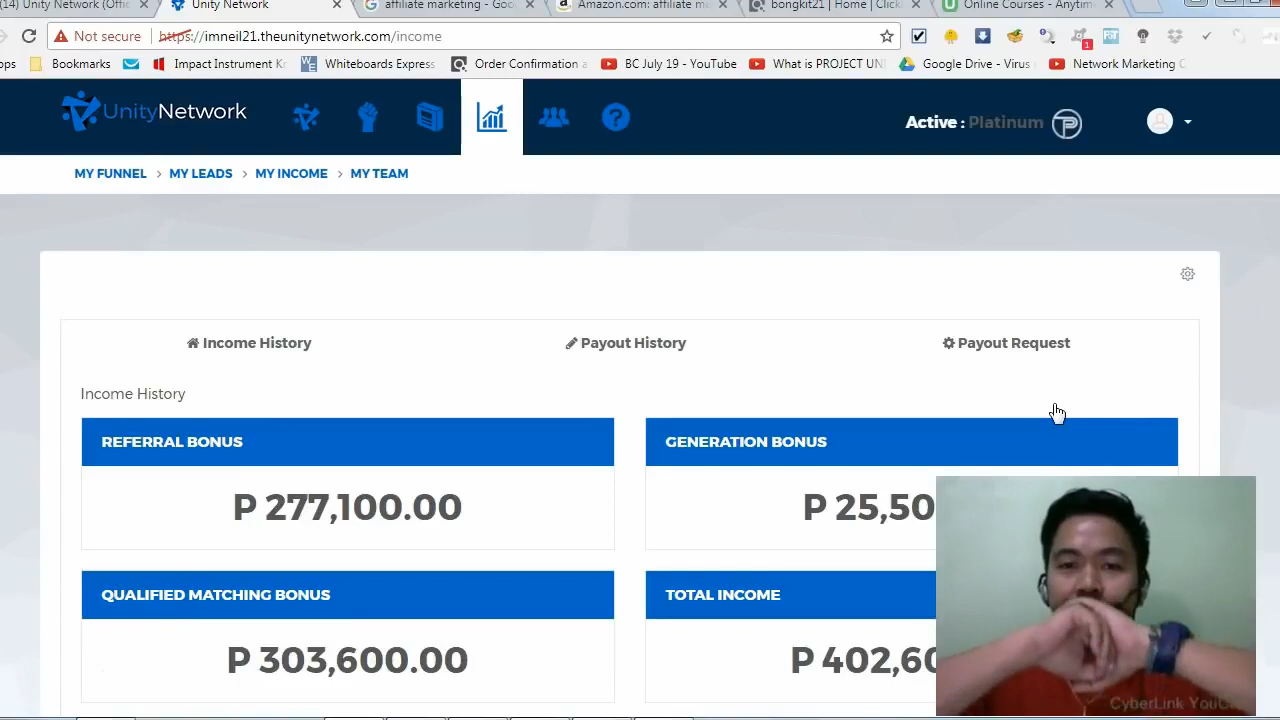 (14) Unity Network (Offic
Unity Network
affiliate marketing - Goo
Amazon.com: affiliate m
bongkit21 | Home | Click
Online Courses - Anytim
Not secure https://imneil21.theunitynetwork.com/income
Bookmarks
Impact Instrument
Whiteboards Express
Order Confirmation a
BC July 19 - YouTube
What is PROJECT UNI
Google Drive - Virus
Network Marketing C
UnityNetwork
Active : Platinum
MY FUNNEL > MY LEADS > MY INCOME > MY TEAM
Income History
Payout History
Payout Request
Income History
REFERRAL BONUS
GENERATION BONUS
P 277,100.00
P 25,50
QUALIFIED MATCHING BONUS
TOTAL INCOME
P 303,600.00
P 402,60
CyberLink YouC